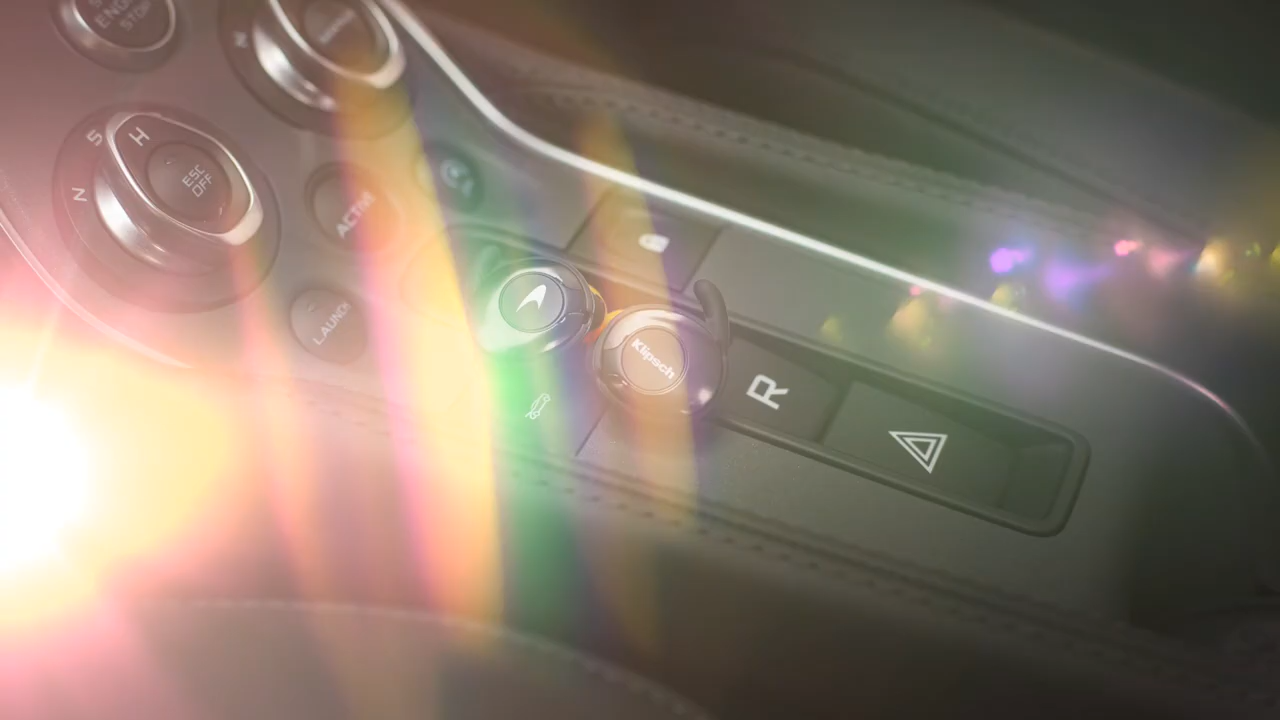 ENGINE
STOP
N
S
H
N
ESC
OFF
ACTIVE
LAUNCH
Klipsch
R